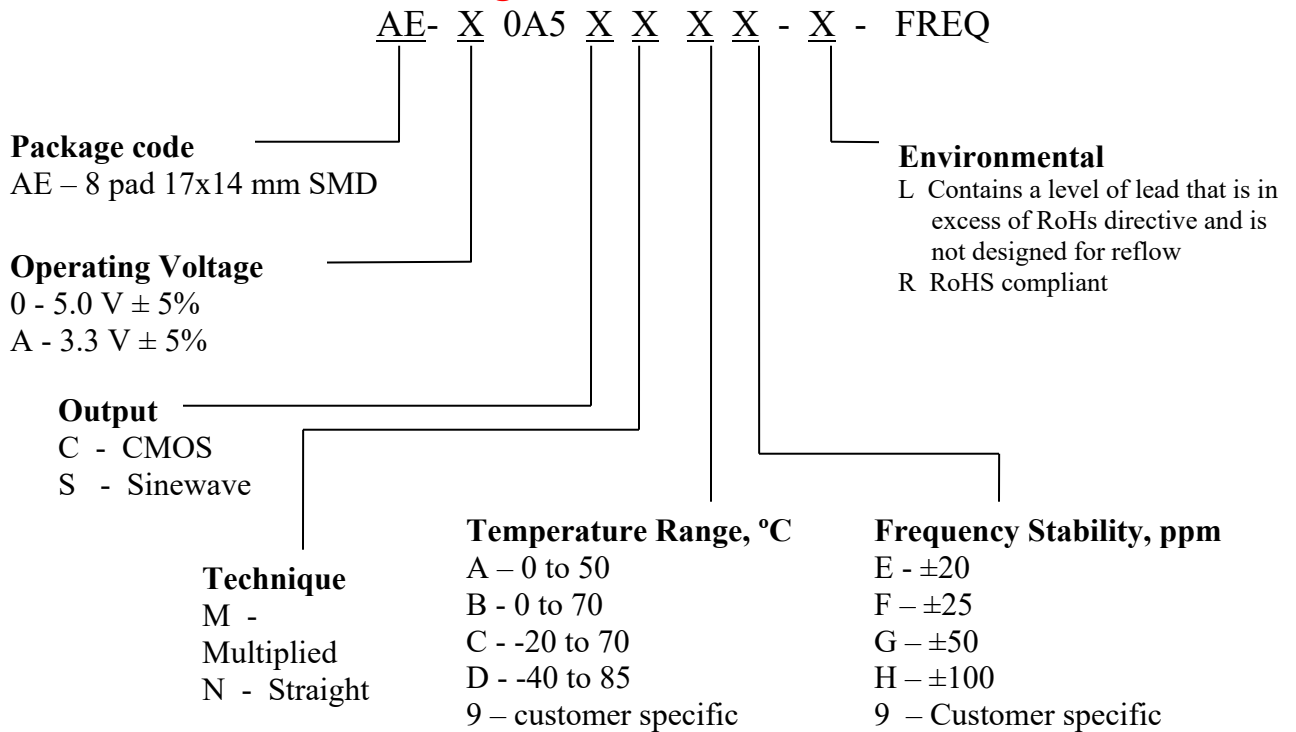 AE- X 0A5 X X X X - X - FREQ
Package code
AE – 8 pad 17x14 mm SMD
Operating Voltage
0 - 5.0 V ± 5%
A - 3.3 V ± 5%
Environmental
L Contains a level of lead that is in
excess of RoHs directive and is
not designed for reflow
R RoHS compliant
Output
C - CMOS
S - Sinewave
Technique
M -
Multiplied
N - Straight
Temperature Range, ºC
A – 0 to 50
B - 0 to 70
C - -20 to 70
D - -40 to 85
9 – customer specific
Frequency Stability, ppm
E - ±20
F – ±25
G – ±50
H – ±100
9 – Customer specific